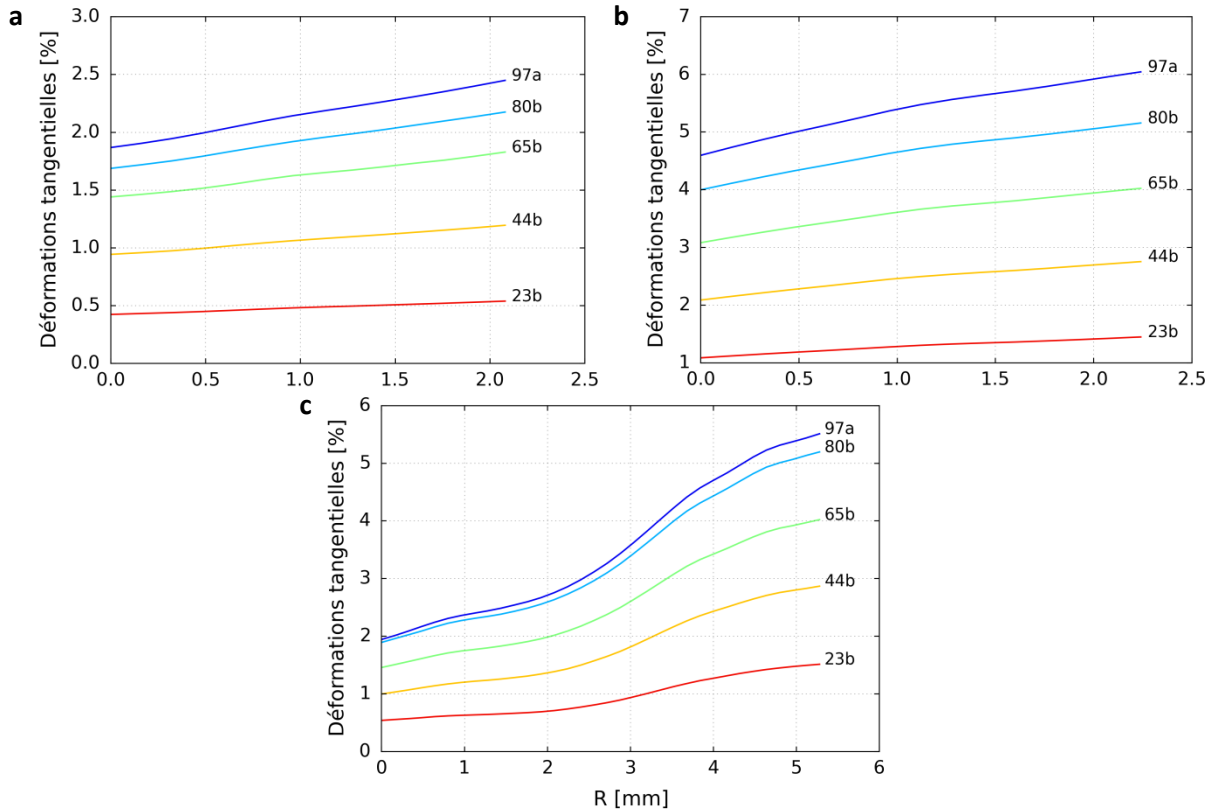 a
Déformations tangentielles [%]
3.0
2.5
2.0
1.5
1.0
0.5
0.0
97a
80b
65b
44b
23b
0.0 0.5 1.0 1.5 2.0 2.5
b
Déformations tangentielles [%]
7
6
5
4
3
2
1
97a
80b
65b
44b
23b
0.0 0.5 1.0 1.5 2.0 2.5
c
Déformations tangentielles [%]
6
5
4
3
2
1
0
97a
80b
65b
44b
23b
0 1 2 3 4 5 6
R [mm]